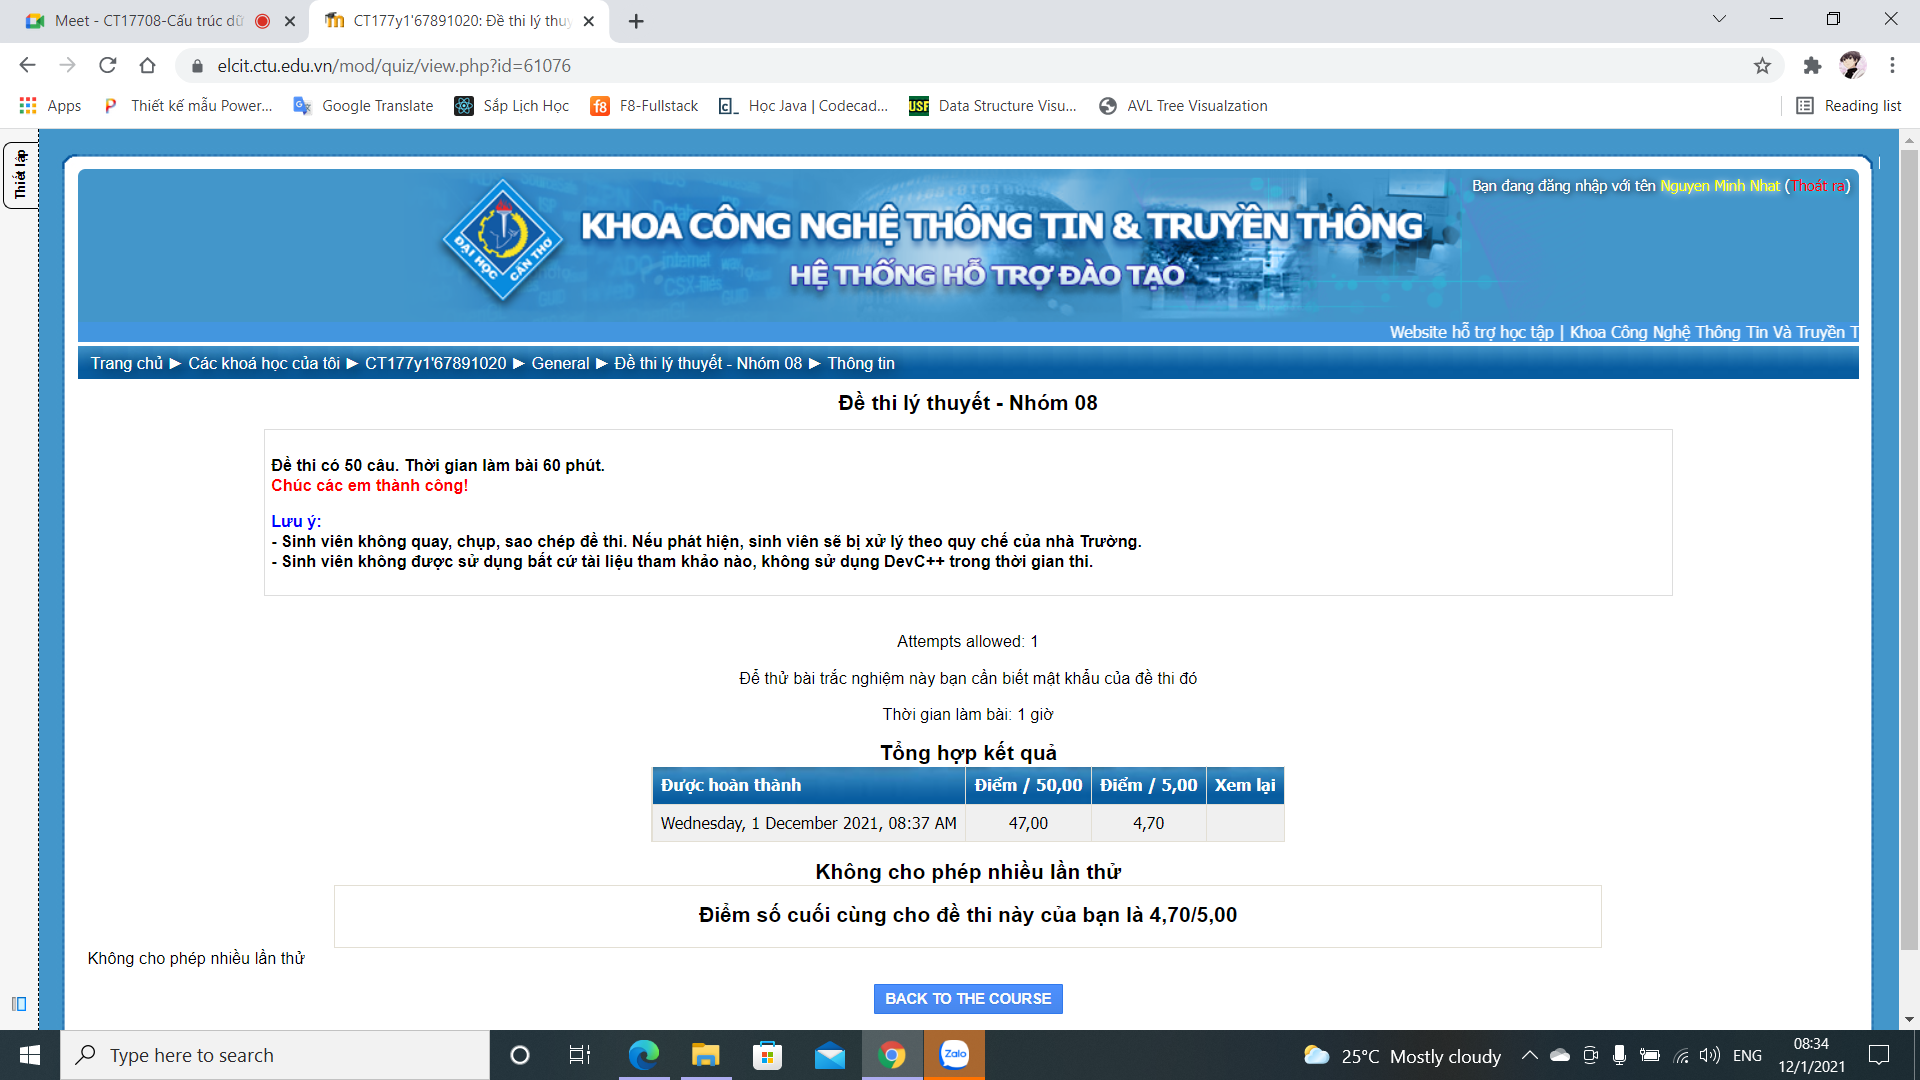 Meet - CT17708-Cấu trúc dữ
CT177y1'67891020: Đề thi lý thuy
elcit.ctu.edu.vn/mod/quiz/view.php?id=61076
Apps
Thiết kế mẫu Power...
Google Translate
Sắp Lịch Học
F8-Fullstack
Học Java | Codecad...
Data Structure Visu...
AVL Tree Visualzation
Reading list
Thiết lập
Bạn đang đăng nhập với tên Nguyen Minh Nhat (Thoát ra)
ĐẠI HỌC CẦN THƠ
KHOA CÔNG NGHỆ THÔNG TIN & TRUYỀN THÔNG
HỆ THỐNG HỖ TRỢ ĐÀO TẠO
Website hỗ trợ học tập | Khoa Công Nghệ Thông Tin Và Truyền T
Trang chủ ► Các khoá học của tôi ► CT177y1'67891020 ► General ► Đề thi lý thuyết - Nhóm 08 ► Thông tin
Đề thi lý thuyết - Nhóm 08
Đề thi có 50 câu. Thời gian làm bài 60 phút.
Chúc các em thành công!
Lưu ý:
- Sinh viên không quay, chụp, sao chép đề thi. Nếu phát hiện, sinh viên sẽ bị xử lý theo quy chế của nhà Trường.
- Sinh viên không được sử dụng bất cứ tài liệu tham khảo nào, không sử dụng DevC++ trong thời gian thi.
Attempts allowed: 1
Để thử bài trắc nghiệm này bạn cần biết mật khẩu của đề thi đó
Thời gian làm bài: 1 giờ
Tổng hợp kết quả
Được hoàn thành Điểm / 50,00 Điểm / 5,00 Xem lại
Wednesday, 1 December 2021, 08:37 AM 47,00 4,70
Không cho phép nhiều lần thử
Điểm số cuối cùng cho đề thi này của bạn là 4,70/5,00
Không cho phép nhiều lần thử
BACK TO THE COURSE
Type here to search
Zalo
25°C Mostly cloudy
ENG
08:34
12/1/2021